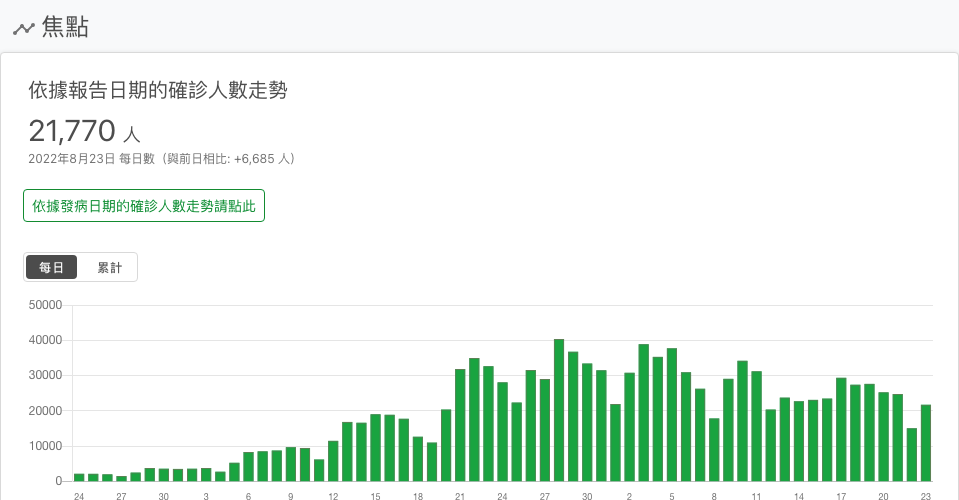 焦點
依據報告日期的確診人數走勢
21,770 人
2022年8月23日 每日數（與前日相比: +6,685 人）
依據發病日期的確診人數走勢請點此
每日 累計
50000
40000
30000
20000
10000
0
24 27 30 3 6 9 12 15 18 21 24 27 30 2 5 8 11 14 17 20 23